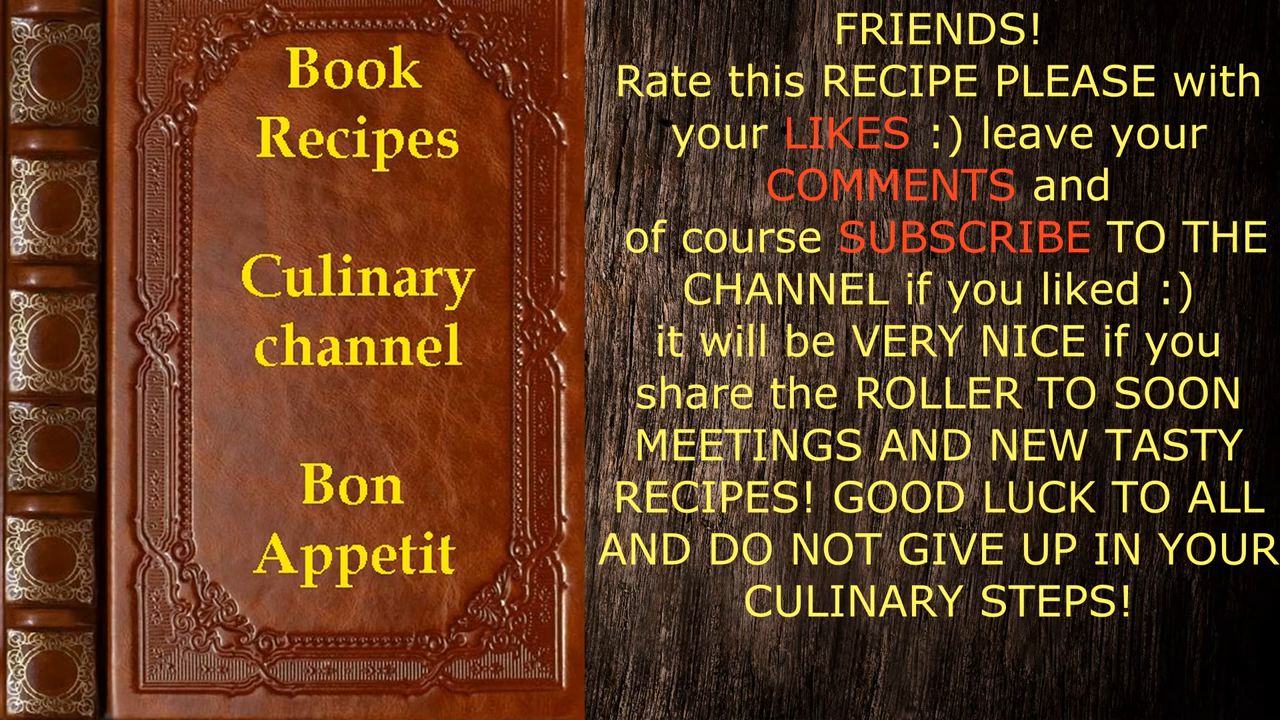 Book
Recipes
Culinary
channel
Bon
Appetit
FRIENDS!
Rate this RECIPE PLEASE with
your LIKES :) leave your
COMMENTS and
of course SUBSCRIBE TO THE
CHANNEL if you liked :)
it will be VERY NICE if you
share the ROLLER TO SOON
MEETINGS AND NEW TASTY
RECIPES! GOOD LUCK TO ALL
AND DO NOT GIVE UP IN YOUR
CULINARY STEPS!